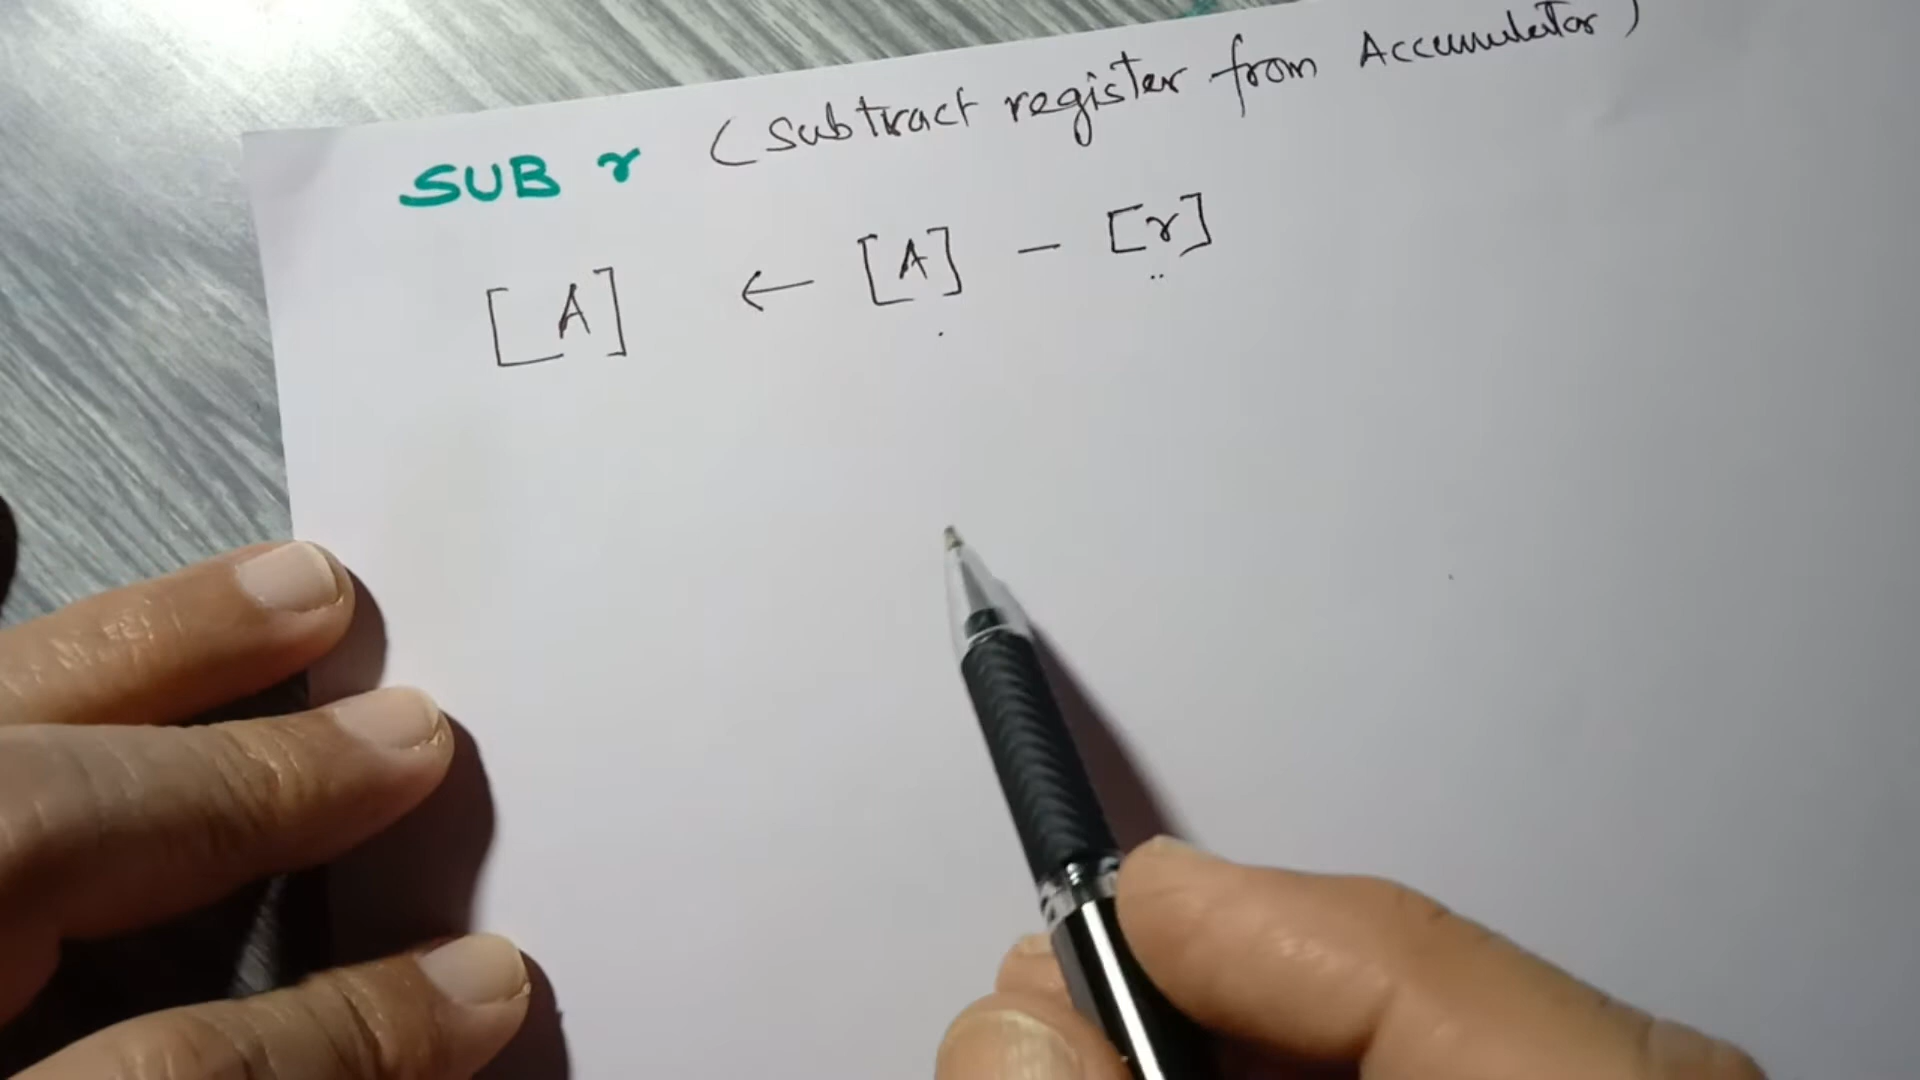 SUB r (Subtract register from Accumulator)
[A] ← [A] - [r]